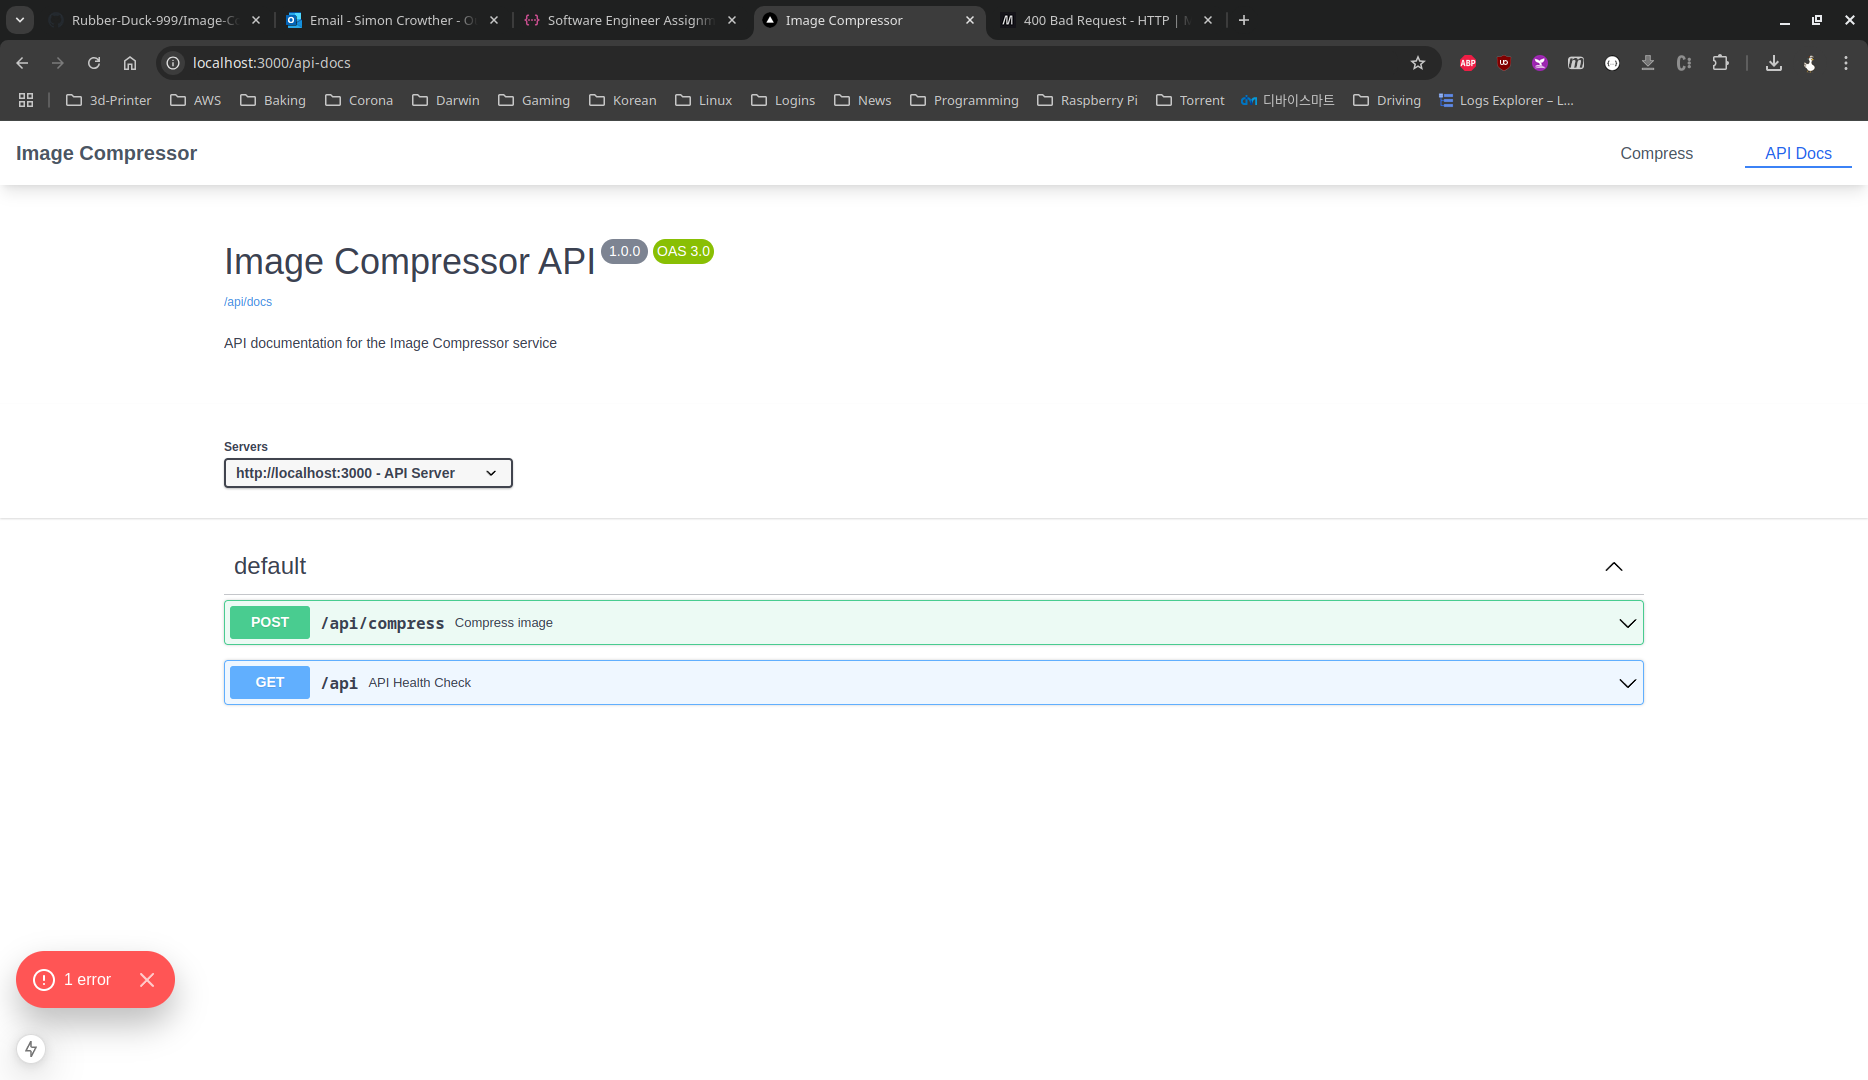 Rubber-Duck-999/Image-Co
Email - Simon Crowther - O
Software Engineer Assignm
Image Compressor
400 Bad Request - HTTP | M
localhost:3000/api-docs
ABP
3d-Printer
AWS
Baking
Corona
Darwin
Gaming
Korean
Linux
Logins
News
Programming
Raspberry Pi
Torrent
디바이스마트
Driving
Logs Explorer – L...
Image Compressor
Compress
API Docs
Image Compressor API 1.0.0 OAS 3.0
/api/docs
API documentation for the Image Compressor service
Servers
http://localhost:3000 - API Server
default
POST /api/compress Compress image
GET /api API Health Check
1 error